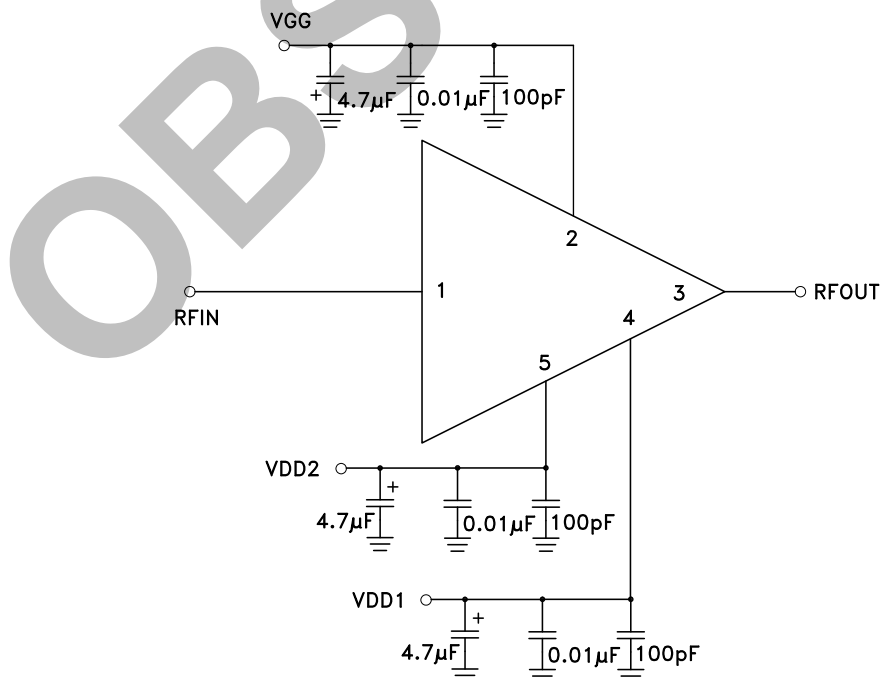 VGG
+ 4.7μF 0.01μF 100pF
2
1 3 RFOUT
RFIN
4
5
VDD2
+
4.7μF 0.01μF 100pF
VDD1
+
4.7μF 0.01μF 100pF
OBS